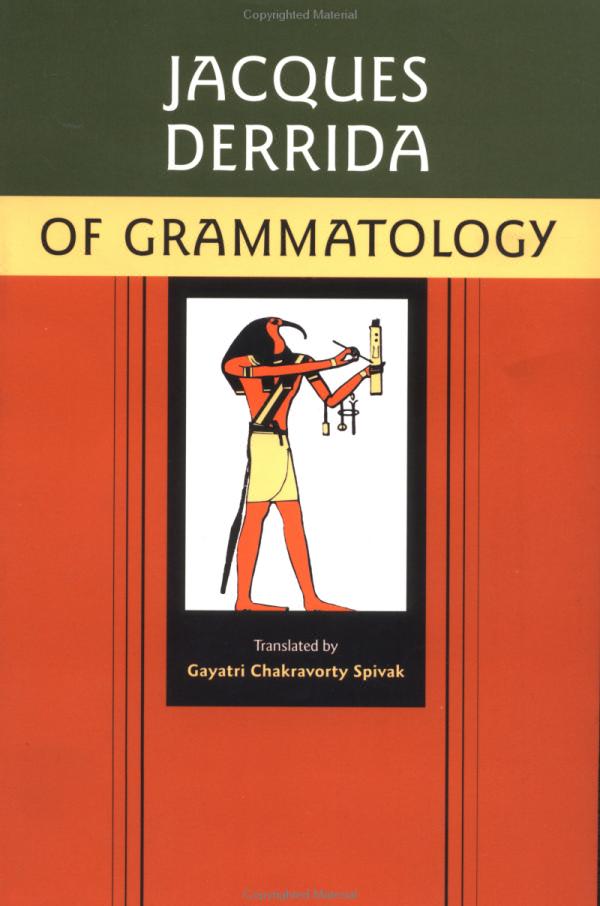 Copyrighted Material
JACQUES
DERRIDA
OF GRAMMATOLOGY
Translated by
Gayatri Chakravorty Spivak
Copyrighted Material